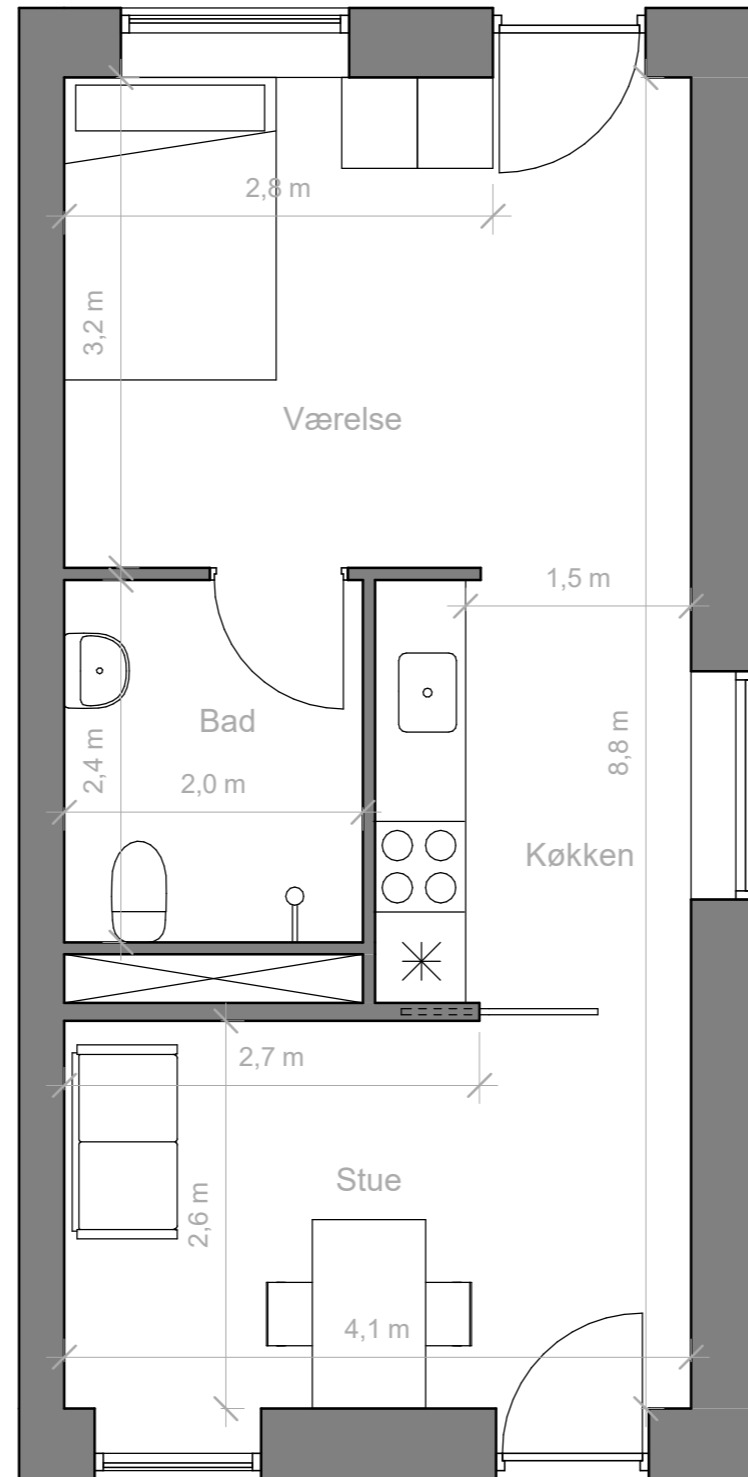 2,8 m
3,2 m
Værelse
1,5 m
Bad
2,4 m
2,0 m
8,8 m
Køkken
2,7 m
Stue
2,6 m
4,1 m